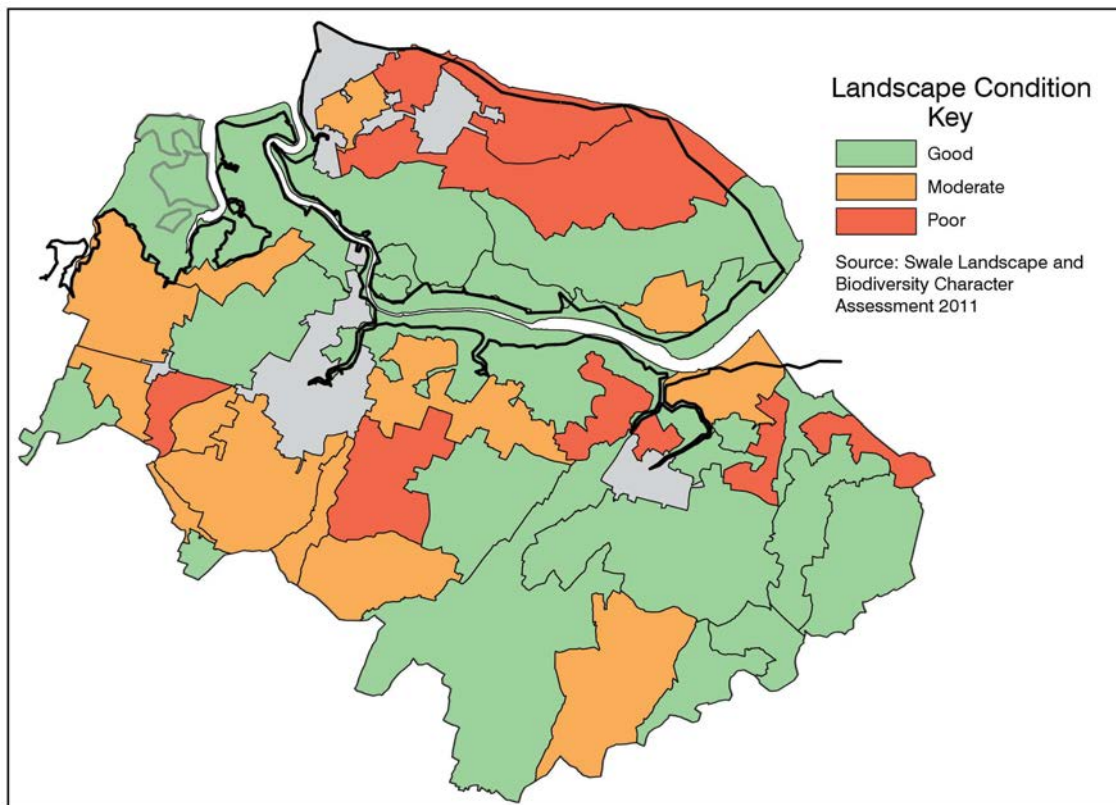 Landscape Condition
Key
Good
Moderate
Poor
Source: Swale Landscape and
Biodiversity Character
Assessment 2011